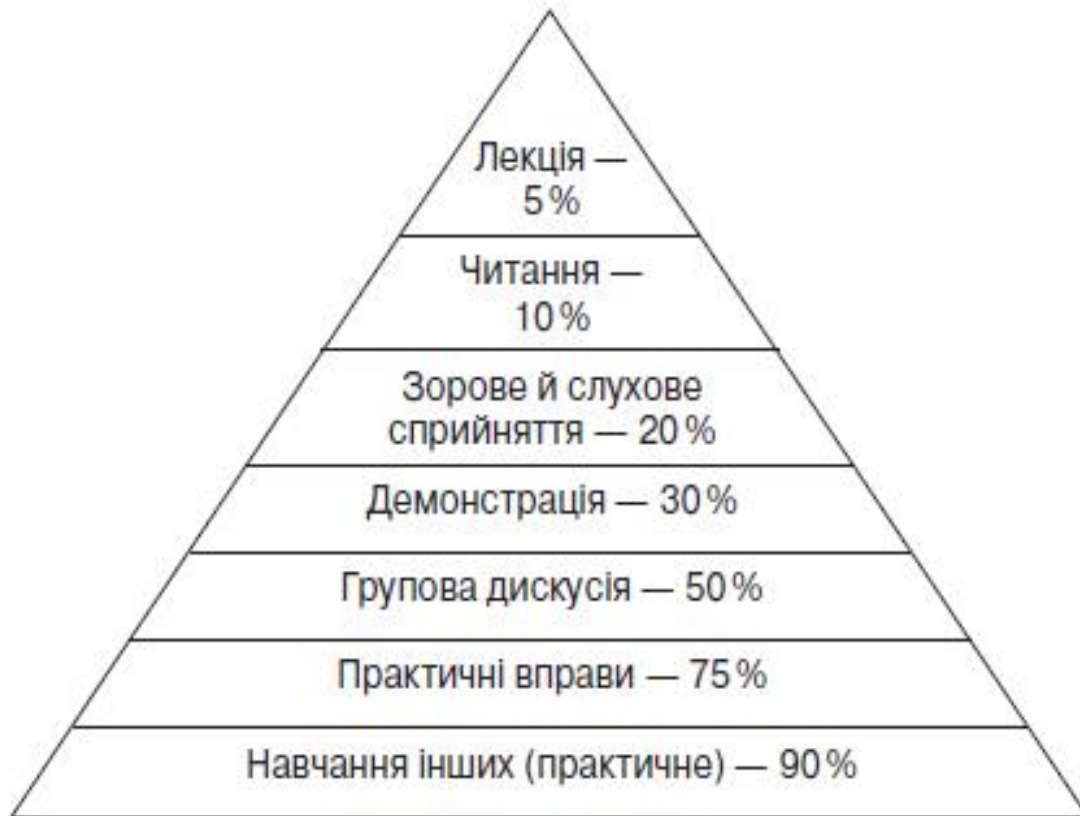 Лекція —
5 %
Читання —
10 %
Зорове й слухове
сприйняття — 20 %
Демонстрація — 30 %
Групова дискусія — 50 %
Практичні вправи — 75 %
Навчання інших (практичне) — 90 %